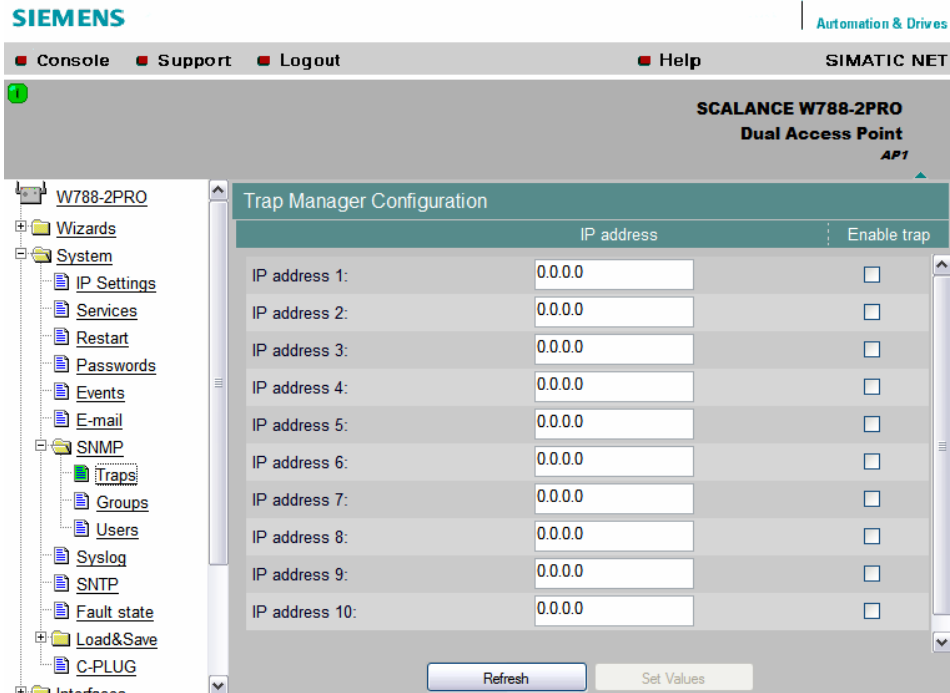 SIEMENS
Automation & Drives
Console Support Logout Help SIMATIC NET
SCALANCE W788-2PRO
Dual Access Point
AP1
W788-2PRO
Wizards
System
IP Settings
Services
Restart
Passwords
Events
E-mail
SNMP
Traps
Groups
Users
Syslog
SNTP
Fault state
Load&Save
C-PLUG
Interfaces
Trap Manager Configuration
IP address Enable trap
IP address 1: 0.0.0.0
IP address 2: 0.0.0.0
IP address 3: 0.0.0.0
IP address 4: 0.0.0.0
IP address 5: 0.0.0.0
IP address 6: 0.0.0.0
IP address 7: 0.0.0.0
IP address 8: 0.0.0.0
IP address 9: 0.0.0.0
IP address 10: 0.0.0.0
Refresh Set Values